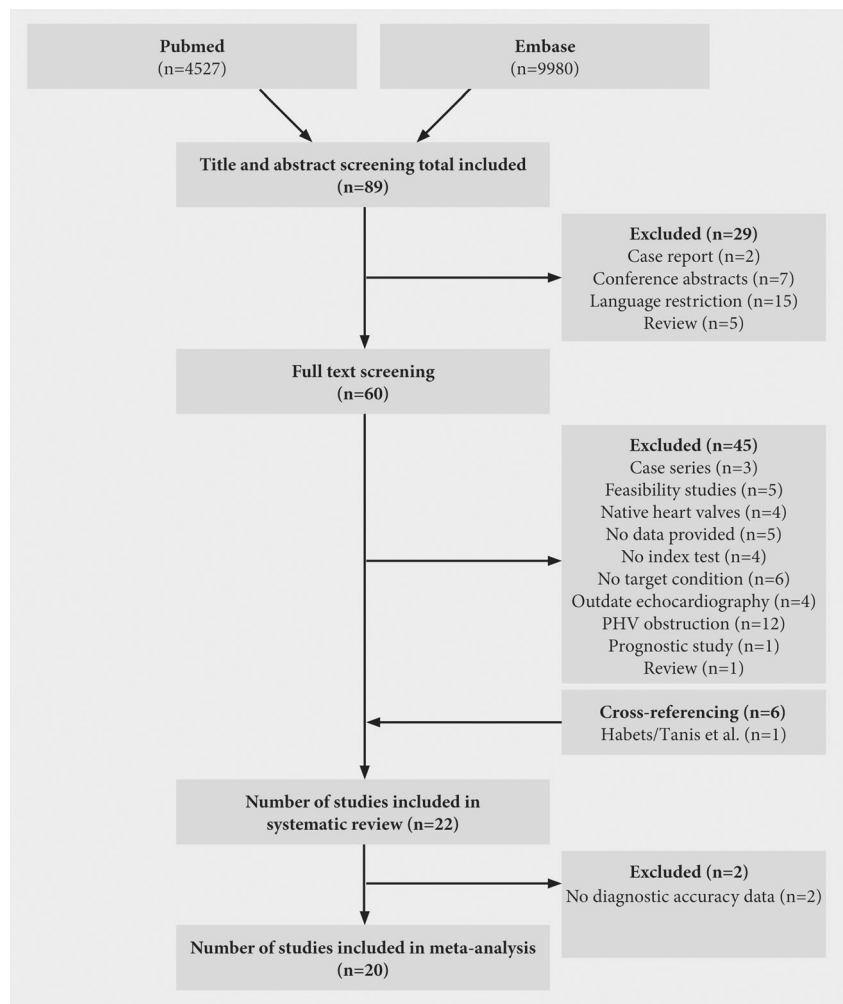 Pubmed
(n=4527)
Embase
(n=9980)
Title and abstract screening total included
(n=89)
Excluded (n=29)
Case report (n=2)
Conference abstracts (n=7)
Language restriction (n=15)
Review (n=5)
Full text screening
(n=60)
Excluded (n=45)
Case series (n=3)
Feasibility studies (n=5)
Native heart valves (n=4)
No data provided (n=5)
No index test (n=4)
No target condition (n=6)
Outdate echocardiography (n=4)
PHV obstruction (n=12)
Prognostic study (n=1)
Review (n=1)
Cross-referencing (n=6)
Habets/Tanis et al. (n=1)
Number of studies included in
systematic review (n=22)
Excluded (n=2)
No diagnostic accuracy data (n=2)
Number of studies included in meta-analysis
(n=20)